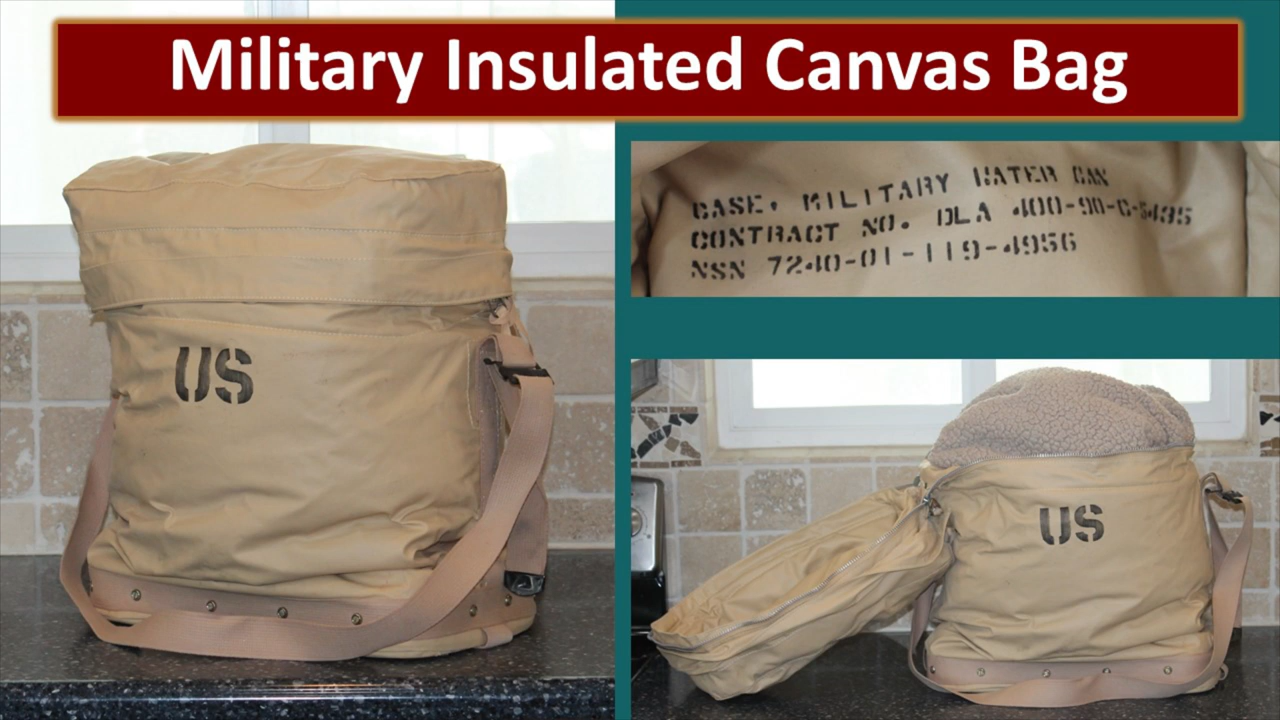 Military Insulated Canvas Bag
US
CASE, MILITARY WATER CAN
CONTRACT NO. DLA 400-90-C-5435
NSN 7240-01-119-4956
US